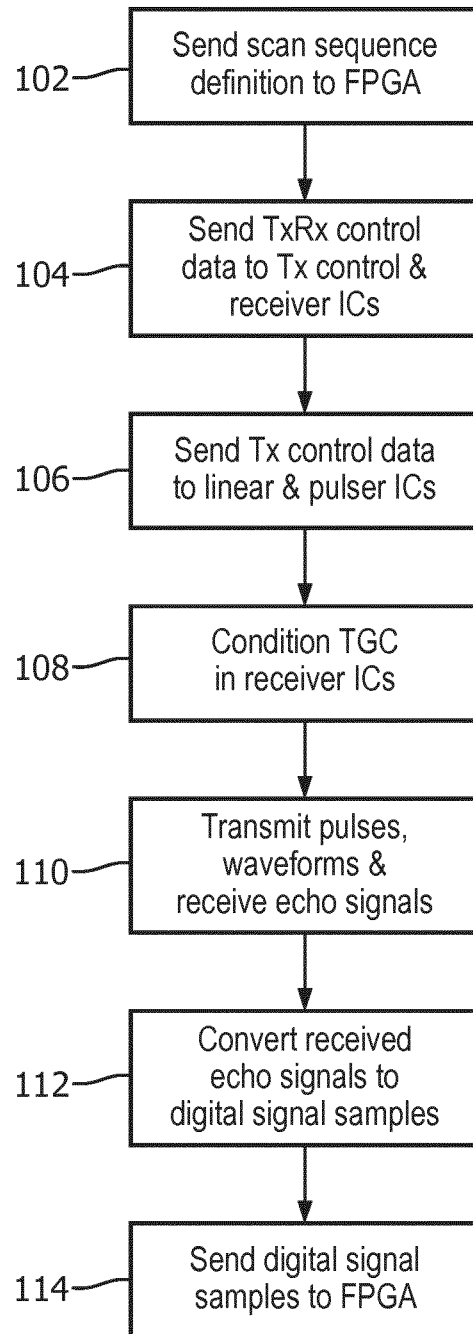 102
Send scan sequence
definition to FPGA
104
Send TxRx control
data to Tx control &
receiver ICs
106
Send Tx control data
to linear & pulser ICs
108
Condition TGC
in receiver ICs
110
Transmit pulses,
waveforms &
receive echo signals
112
Convert received
echo signals to
digital signal samples
114
Send digital signal
samples to FPGA